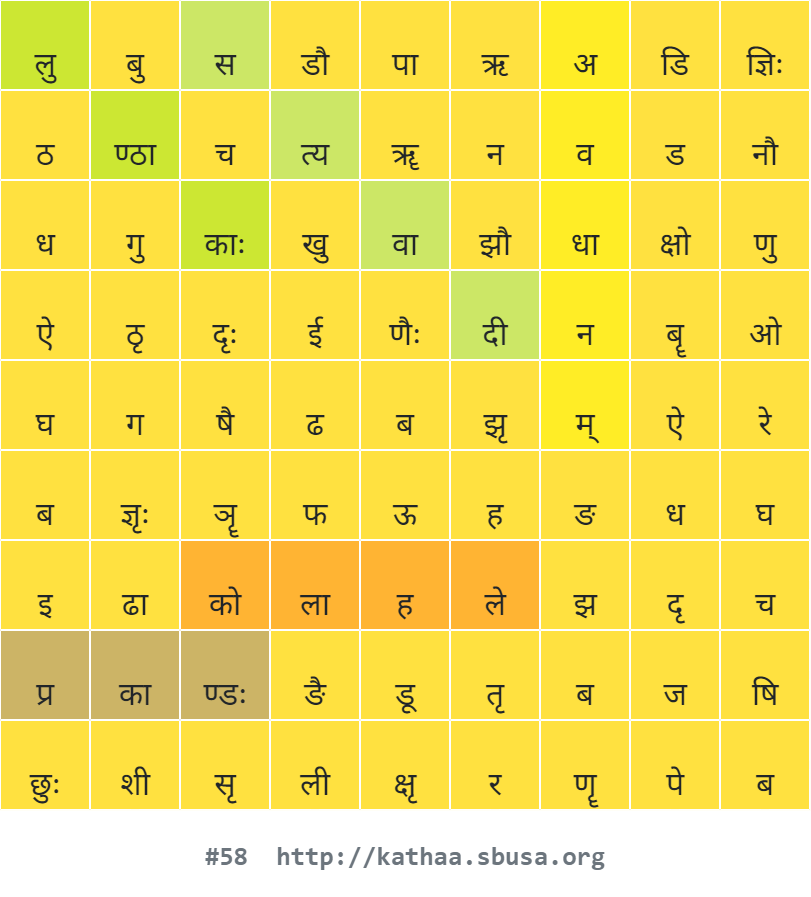 लु बु स डौ पा ऋ अ डि ज्ञिः
ठ ण्ठा च त्य ॠ न व ड नौ
ध गु काः खु वा झौ धा क्षो णु
ऐ ठृ दृः ई णैः दी न बॄ ओ
घ ग षै ढ ब झृ म् ऐ रे
ब ज्ञृः ञॄ फ ऊ ह ङ ध घ
इ ढा को ला ह ले झ दृ च
प्र का ण्डः ङै डू तृ ब ज षि
छुः शी सृ ली क्षृ र णॄ पे ब
#58 http://kathaa.sbusa.org